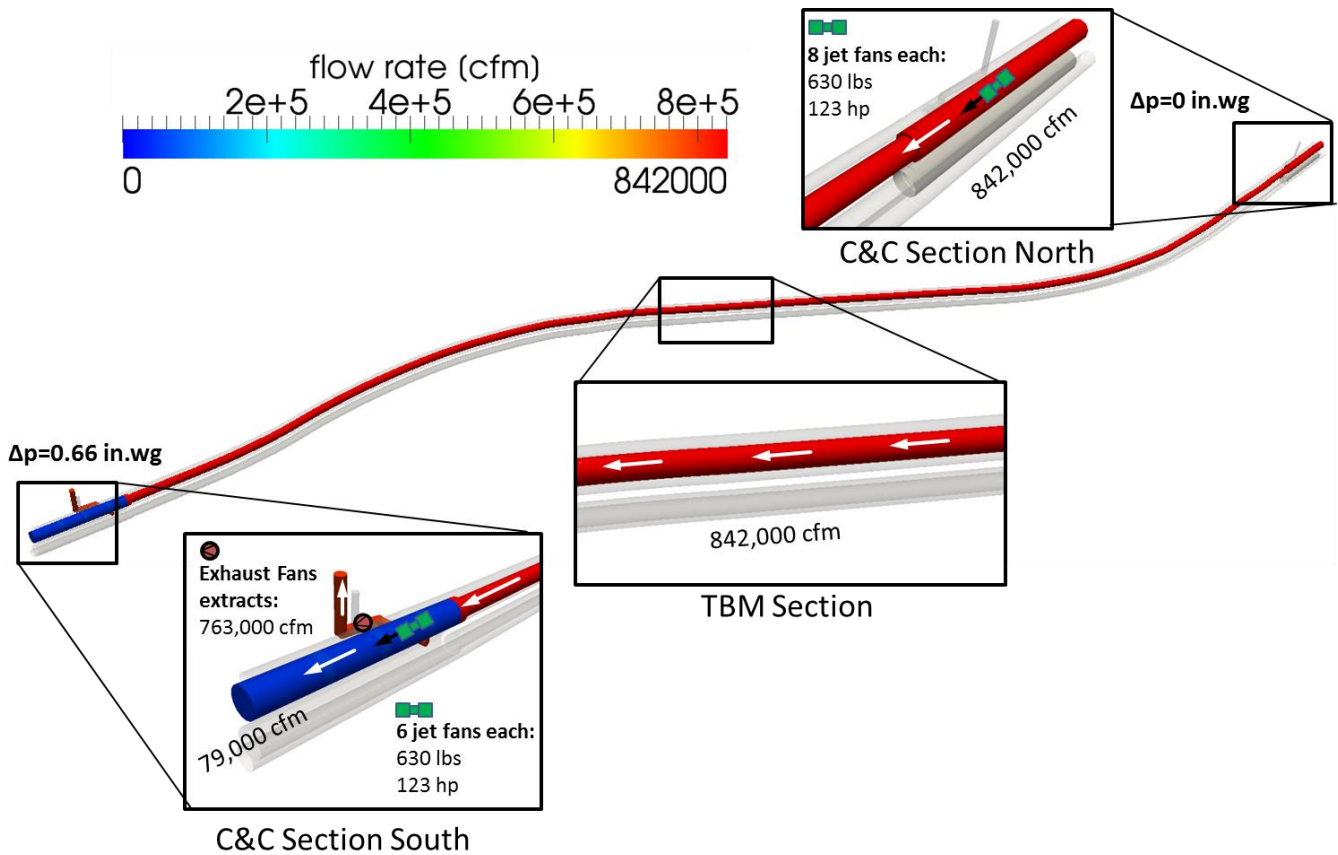 flow rate (cfm)
2e+5 4e+5 6e+5 8e+5
0 842000
8 jet fans each:
630 lbs
123 hp
842,000 cfm
C&C Section North
Δp=0 in.wg
842,000 cfm
TBM Section
Δp=0.66 in.wg
Exhaust Fans
extracts:
763,000 cfm
79,000 cfm
6 jet fans each:
630 lbs
123 hp
C&C Section South